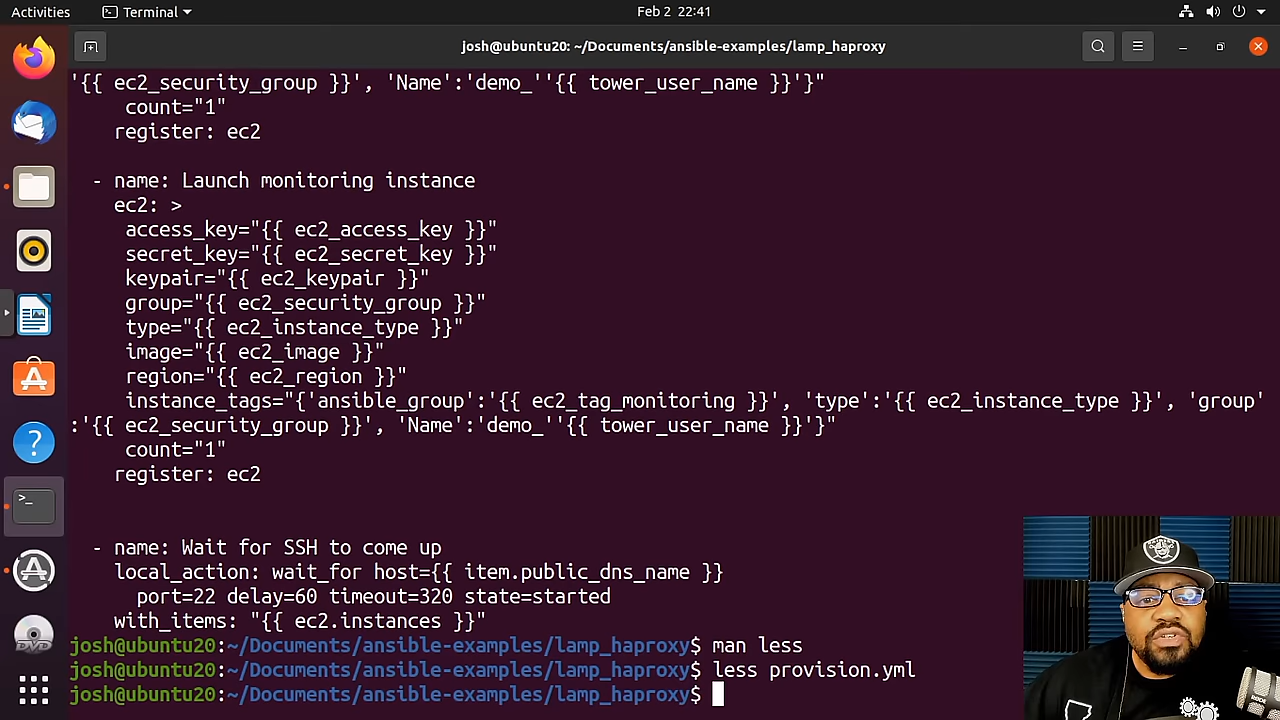 Activities
Terminal
Feb 2 22:41
josh@ubuntu20: ~/Documents/ansible-examples/lamp_haproxy
'{{ ec2_security_group }}', 'Name':'demo_''{{ tower_user_name }}'}"
count="1"
register: ec2
- name: Launch monitoring instance
ec2: >
access_key="{{ ec2_access_key }}"
secret_key="{{ ec2_secret_key }}"
keypair="{{ ec2_keypair }}"
group="{{ ec2_security_group }}"
type="{{ ec2_instance_type }}"
image="{{ ec2_image }}"
region="{{ ec2_region }}"
instance_tags="{'ansible_group':'{{ ec2_tag_monitoring }}', 'type':'{{ ec2_instance_type }}', 'group'
:'{{ ec2_security_group }}', 'Name':'demo_''{{ tower_user_name }}'}"
count="1"
register: ec2
- name: Wait for SSH to come up
local_action: wait_for host={{ item.public_dns_name }}
port=22 delay=60 timeout=320 state=started
with_items: "{{ ec2.instances }}"
josh@ubuntu20:~/Documents/ansible-examples/lamp_haproxy$ man less
josh@ubuntu20:~/Documents/ansible-examples/lamp_haproxy$ less provision.yml
josh@ubuntu20:~/Documents/ansible-examples/lamp_haproxy$